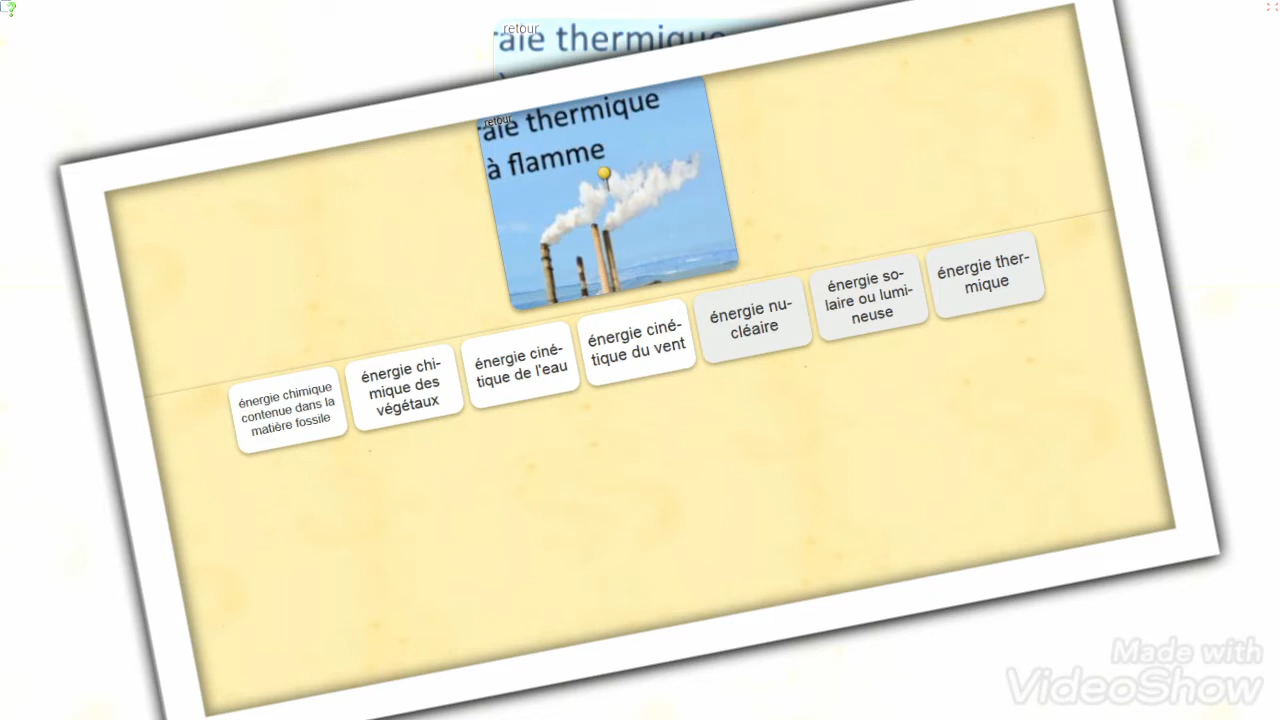 retour
raie thermique
retour
raie thermique
à flamme
énergie chimique
contenue dans la
matière fossile
énergie chi-
mique des
végétaux
énergie ciné-
tique de l'eau
énergie ciné-
tique du vent
énergie nu-
cléaire
énergie so-
laire ou lumi-
neuse
énergie ther-
mique
Made with
VideoShow